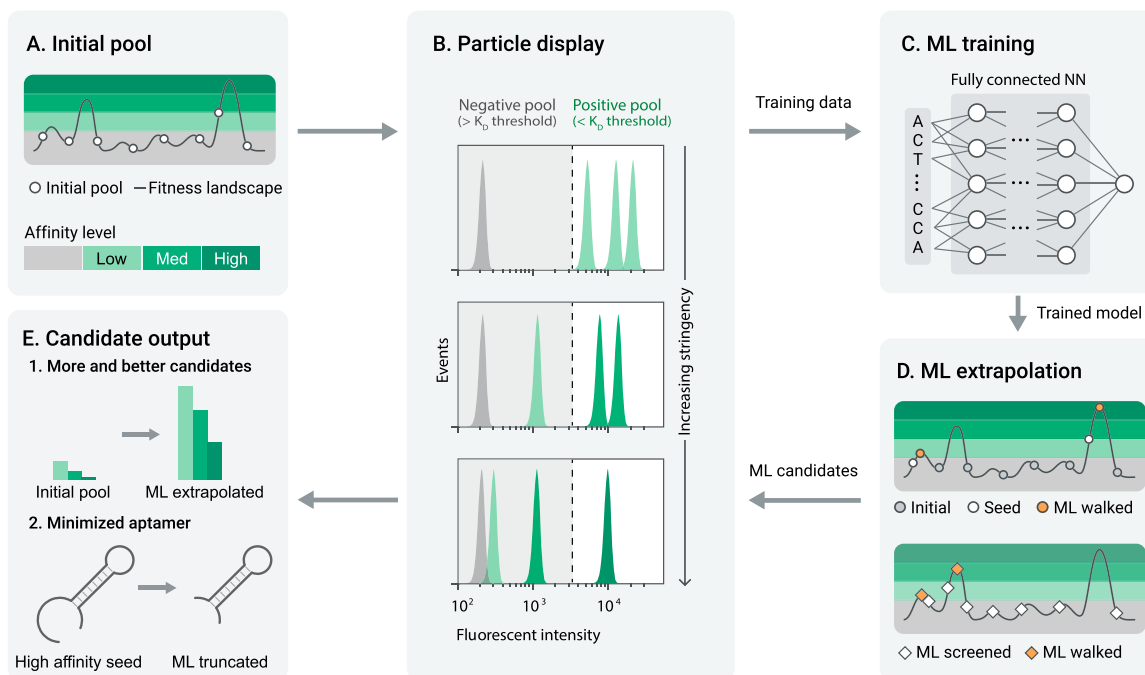 A. Initial pool
Initial pool
Fitness landscape
Affinity level
Low
Med
High
B. Particle display
Negative pool
(> KD threshold)
Positive pool
(< KD threshold)
Events
Increasing stringency
10²
10³
10⁴
Fluorescent intensity
Training data
C. ML training
Fully connected NN
A
C
T
⋮
C
C
A
...
...
...
Trained model
D. ML extrapolation
Initial
Seed
ML walked
ML screened
ML walked
ML candidates
E. Candidate output
1. More and better candidates
Initial pool
ML extrapolated
2. Minimized aptamer
High affinity seed
ML truncated